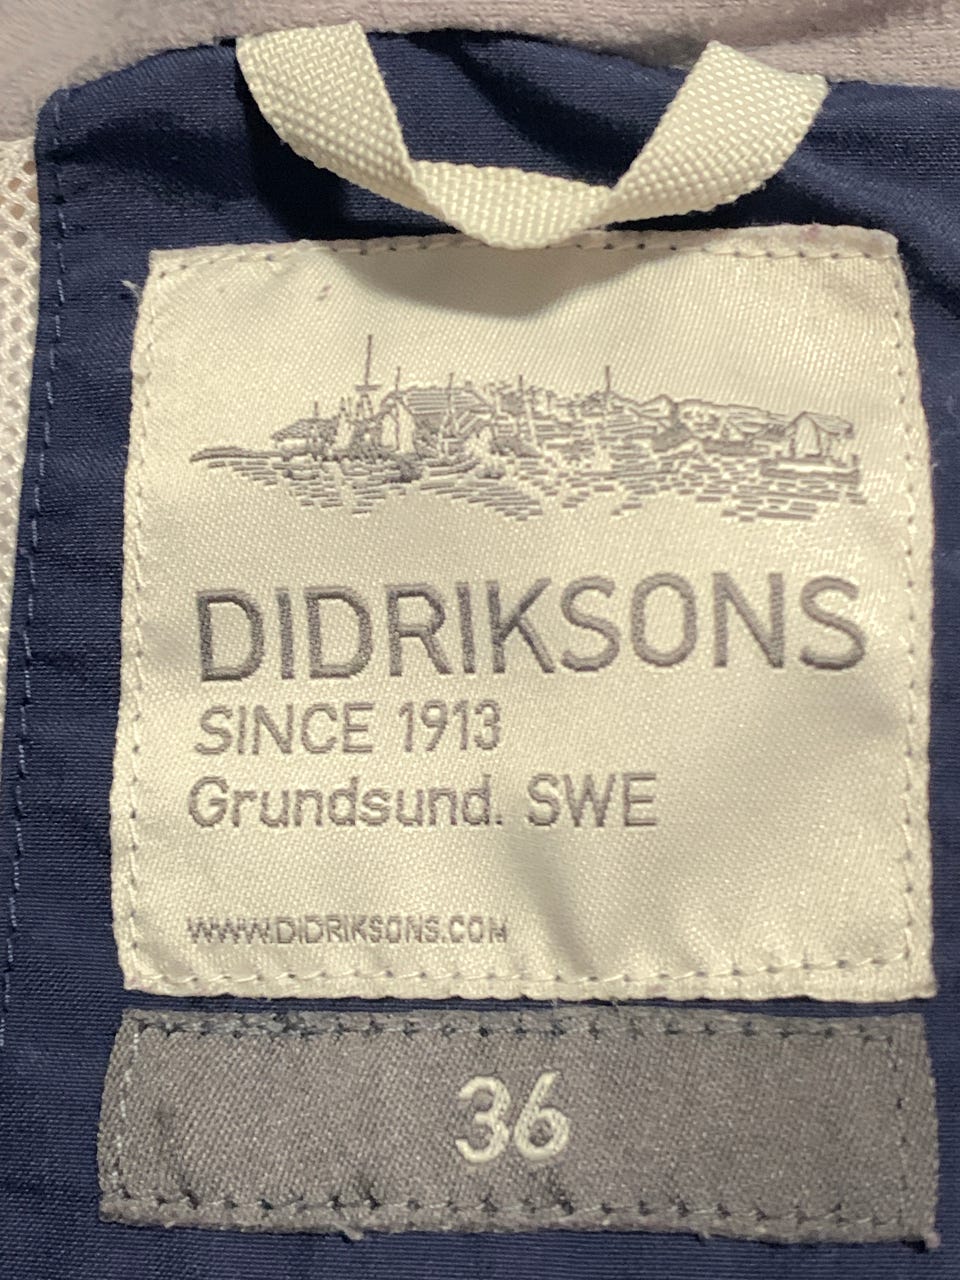 DIDRIKSONS
SINCE 1913
Grundsund. SWE
WWW.DIDRIKSONS.COM
36